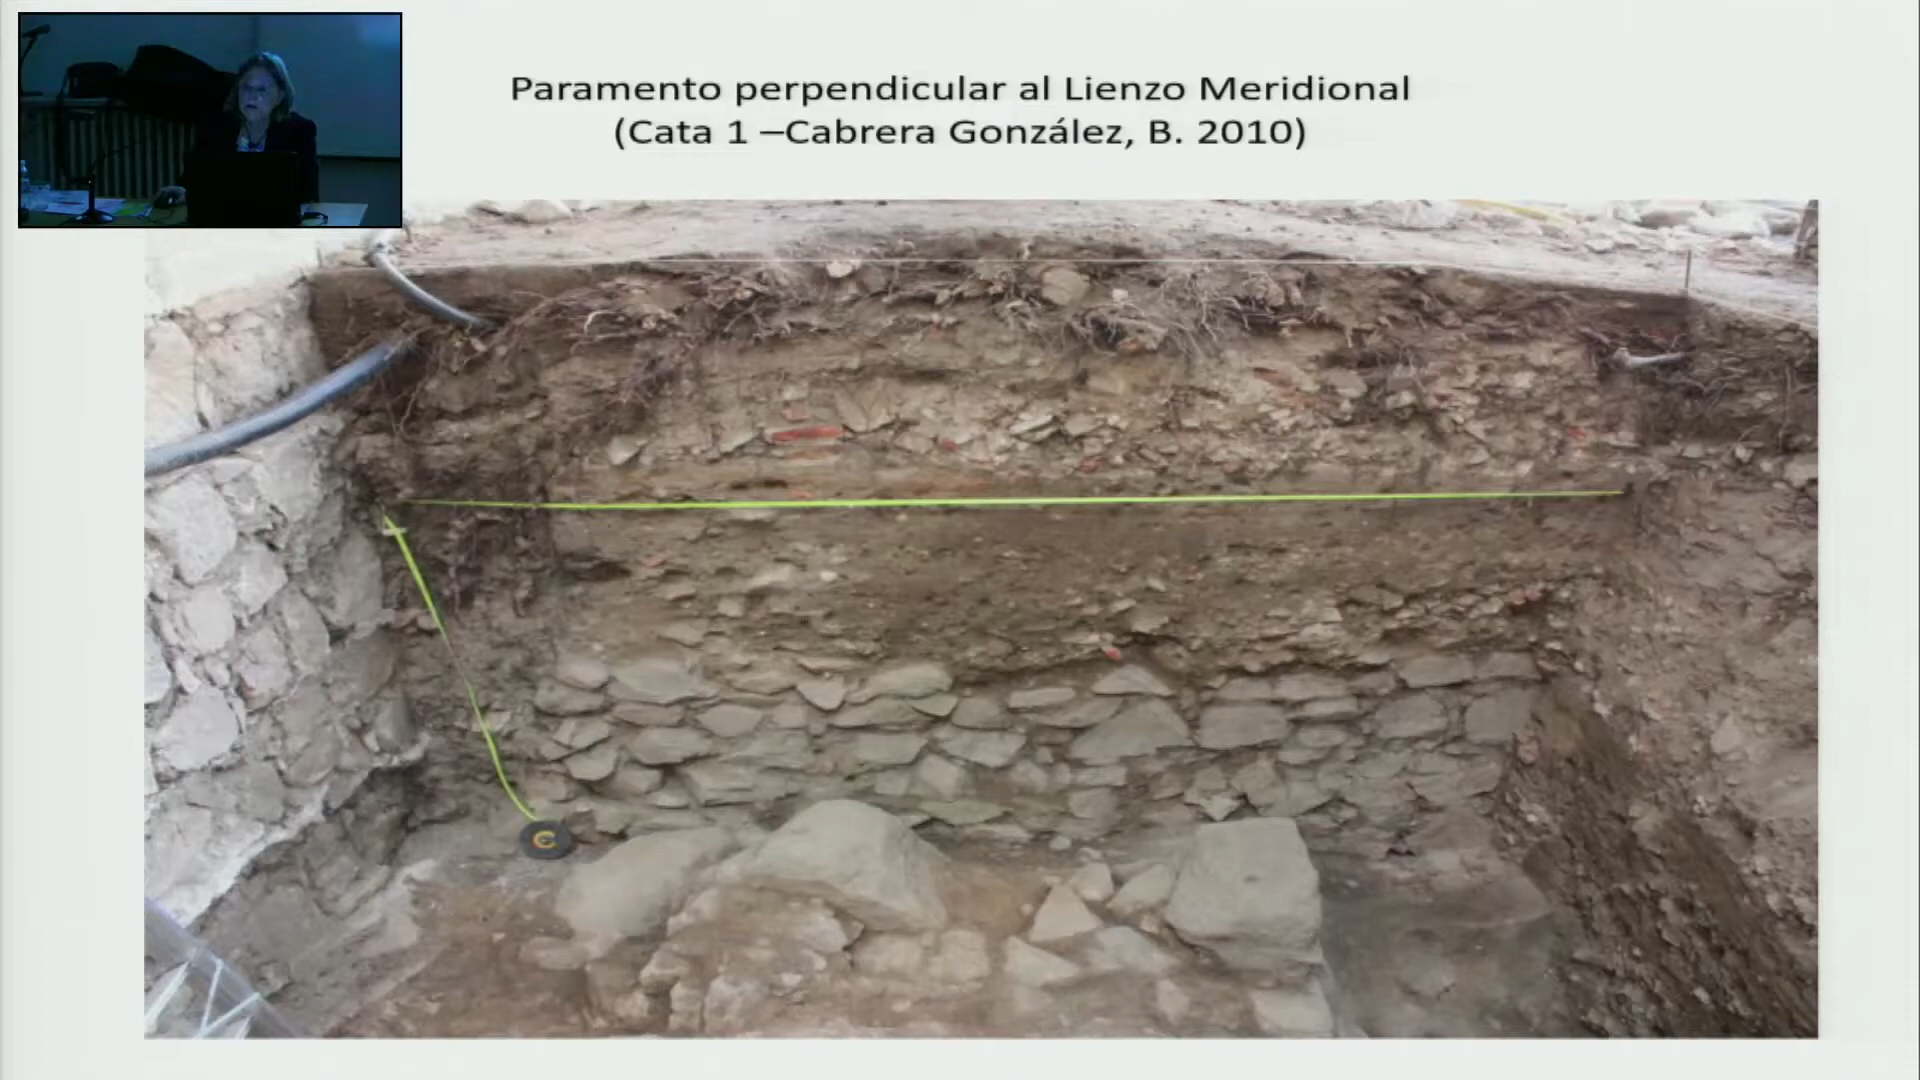 Paramento perpendicular al Lienzo Meridional
(Cata 1 –Cabrera González, B. 2010)
C